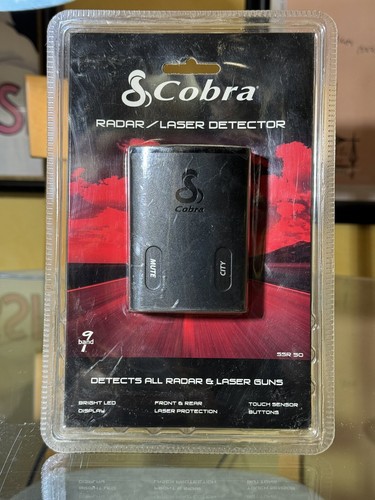 Cobra
RADAR/LASER DETECTOR
Cobra
MUTE
CITY
9
band
SSR 50
DETECTS ALL RADAR & LASER GUNS
BRIGHT LED
DISPLAY
FRONT & REAR
LASER PROTECTION
TOUCH SENSOR
BUTTONS